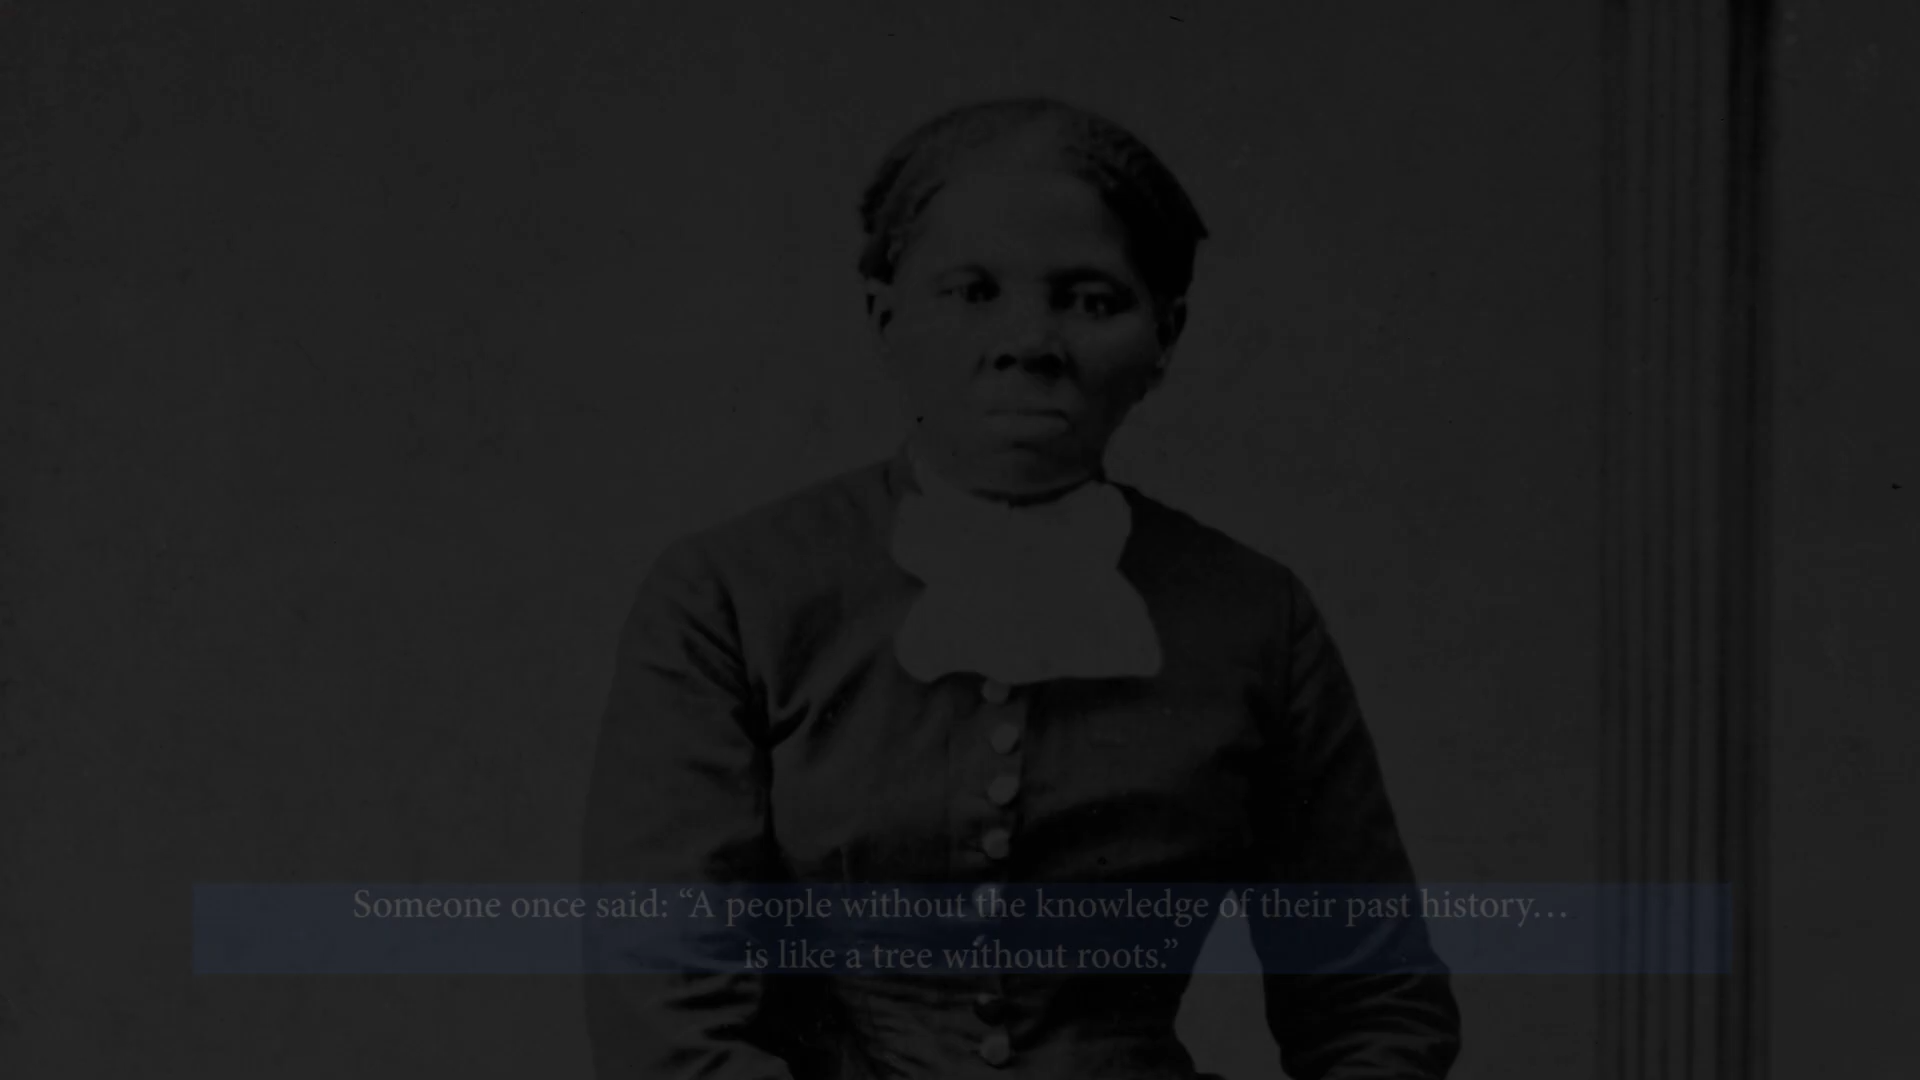 Someone once said: “A people without the knowledge of their past history…
is like a tree without roots.”